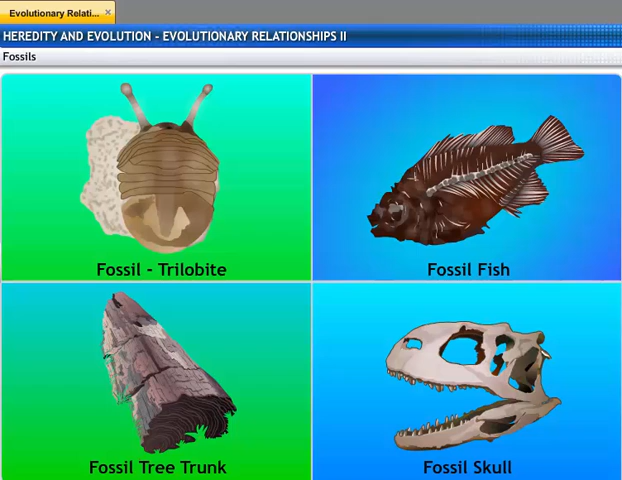 Evolutionary Relati...
HEREDITY AND EVOLUTION - EVOLUTIONARY RELATIONSHIPS II
Fossils
Fossil - Trilobite
Fossil Fish
Fossil Tree Trunk
Fossil Skull